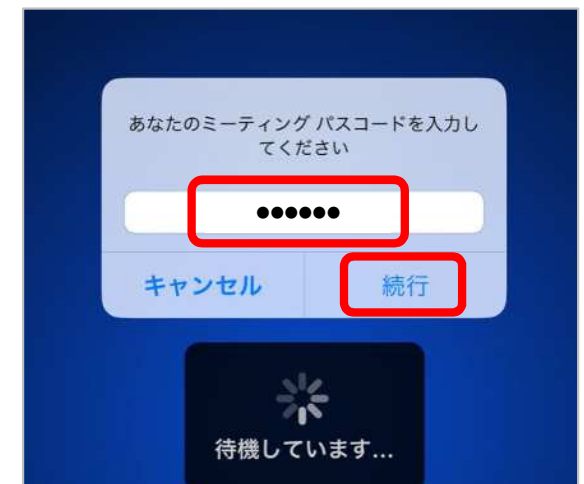 あなたのミーティング パスコードを入力し
てください
●●●●●●
キャンセル 続行
待機しています...